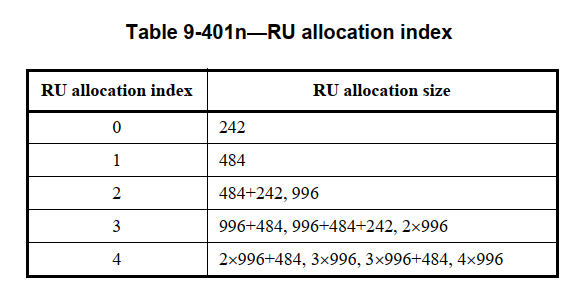 Table 9-401n—RU allocation index
RU allocation index RU allocation size
0 242
1 484
2 484+242, 996
3 996+484, 996+484+242, 2×996
4 2×996+484, 3×996, 3×996+484, 4×996